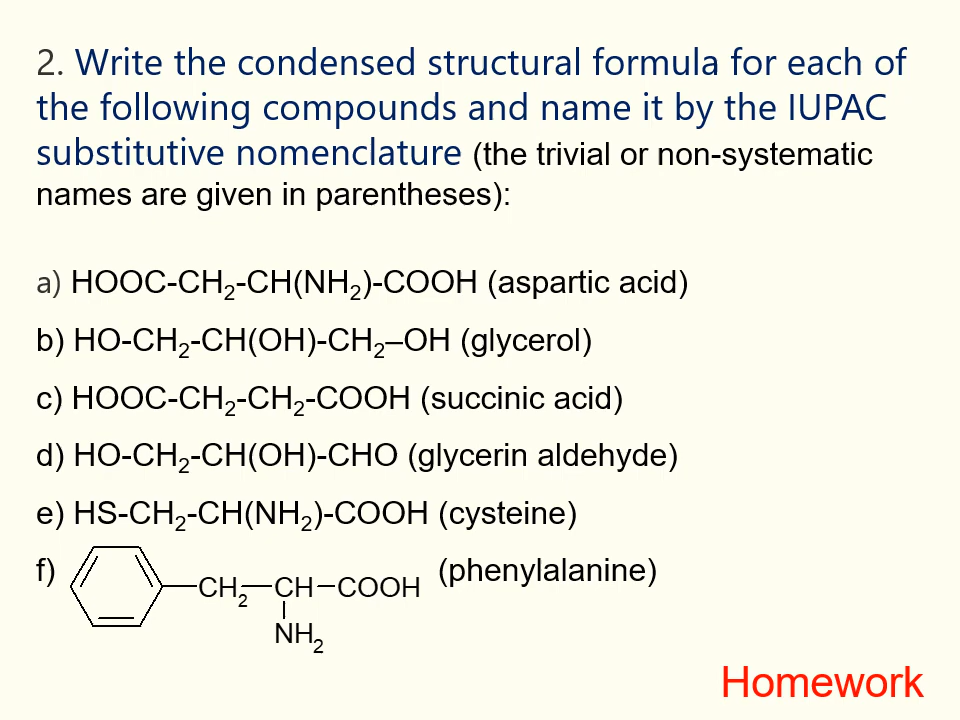 2. Write the condensed structural formula for each of
the following compounds and name it by the IUPAC
substitutive nomenclature (the trivial or non-systematic
names are given in parentheses):
a) HOOC-CH₂-CH(NH₂)-COOH (aspartic acid)
b) HO-CH₂-CH(OH)-CH₂–OH (glycerol)
c) HOOC-CH₂-CH₂-COOH (succinic acid)
d) HO-CH₂-CH(OH)-CHO (glycerin aldehyde)
e) HS-CH₂-CH(NH₂)-COOH (cysteine)
f) CH₂ CH COOH (phenylalanine)
NH₂
Homework